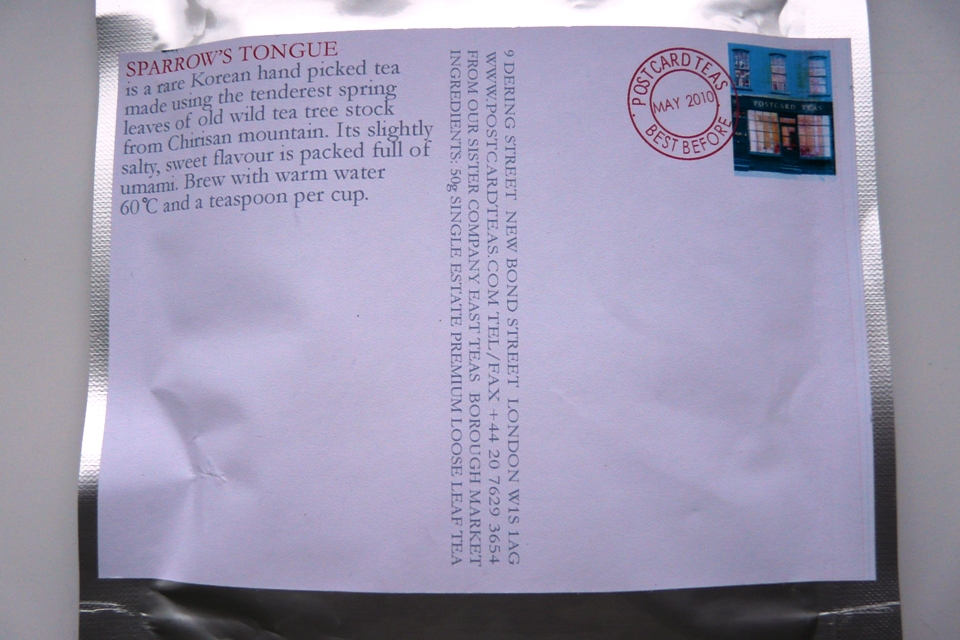 SPARROW'S TONGUE
is a rare Korean hand picked tea
made using the tenderest spring
leaves of old wild tea tree stock
from Chirisan mountain. Its slightly
salty, sweet flavour is packed full of
umami. Brew with warm water
60°C and a teaspoon per cup.
9 DERING STREET NEW BOND STREET LONDON W1S 1AG
WWW.POSTCARDTEAS.COM TEL/FAX +44 20 7629 3654
FROM OUR SISTER COMPANY EAST TEAS BOROUGH MARKET
INGREDIENTS: 50g SINGLE ESTATE PREMIUM LOOSE LEAF TEA
POSTCARD TEAS
MAY 2010
BEST BEFORE
POSTCARD TEAS